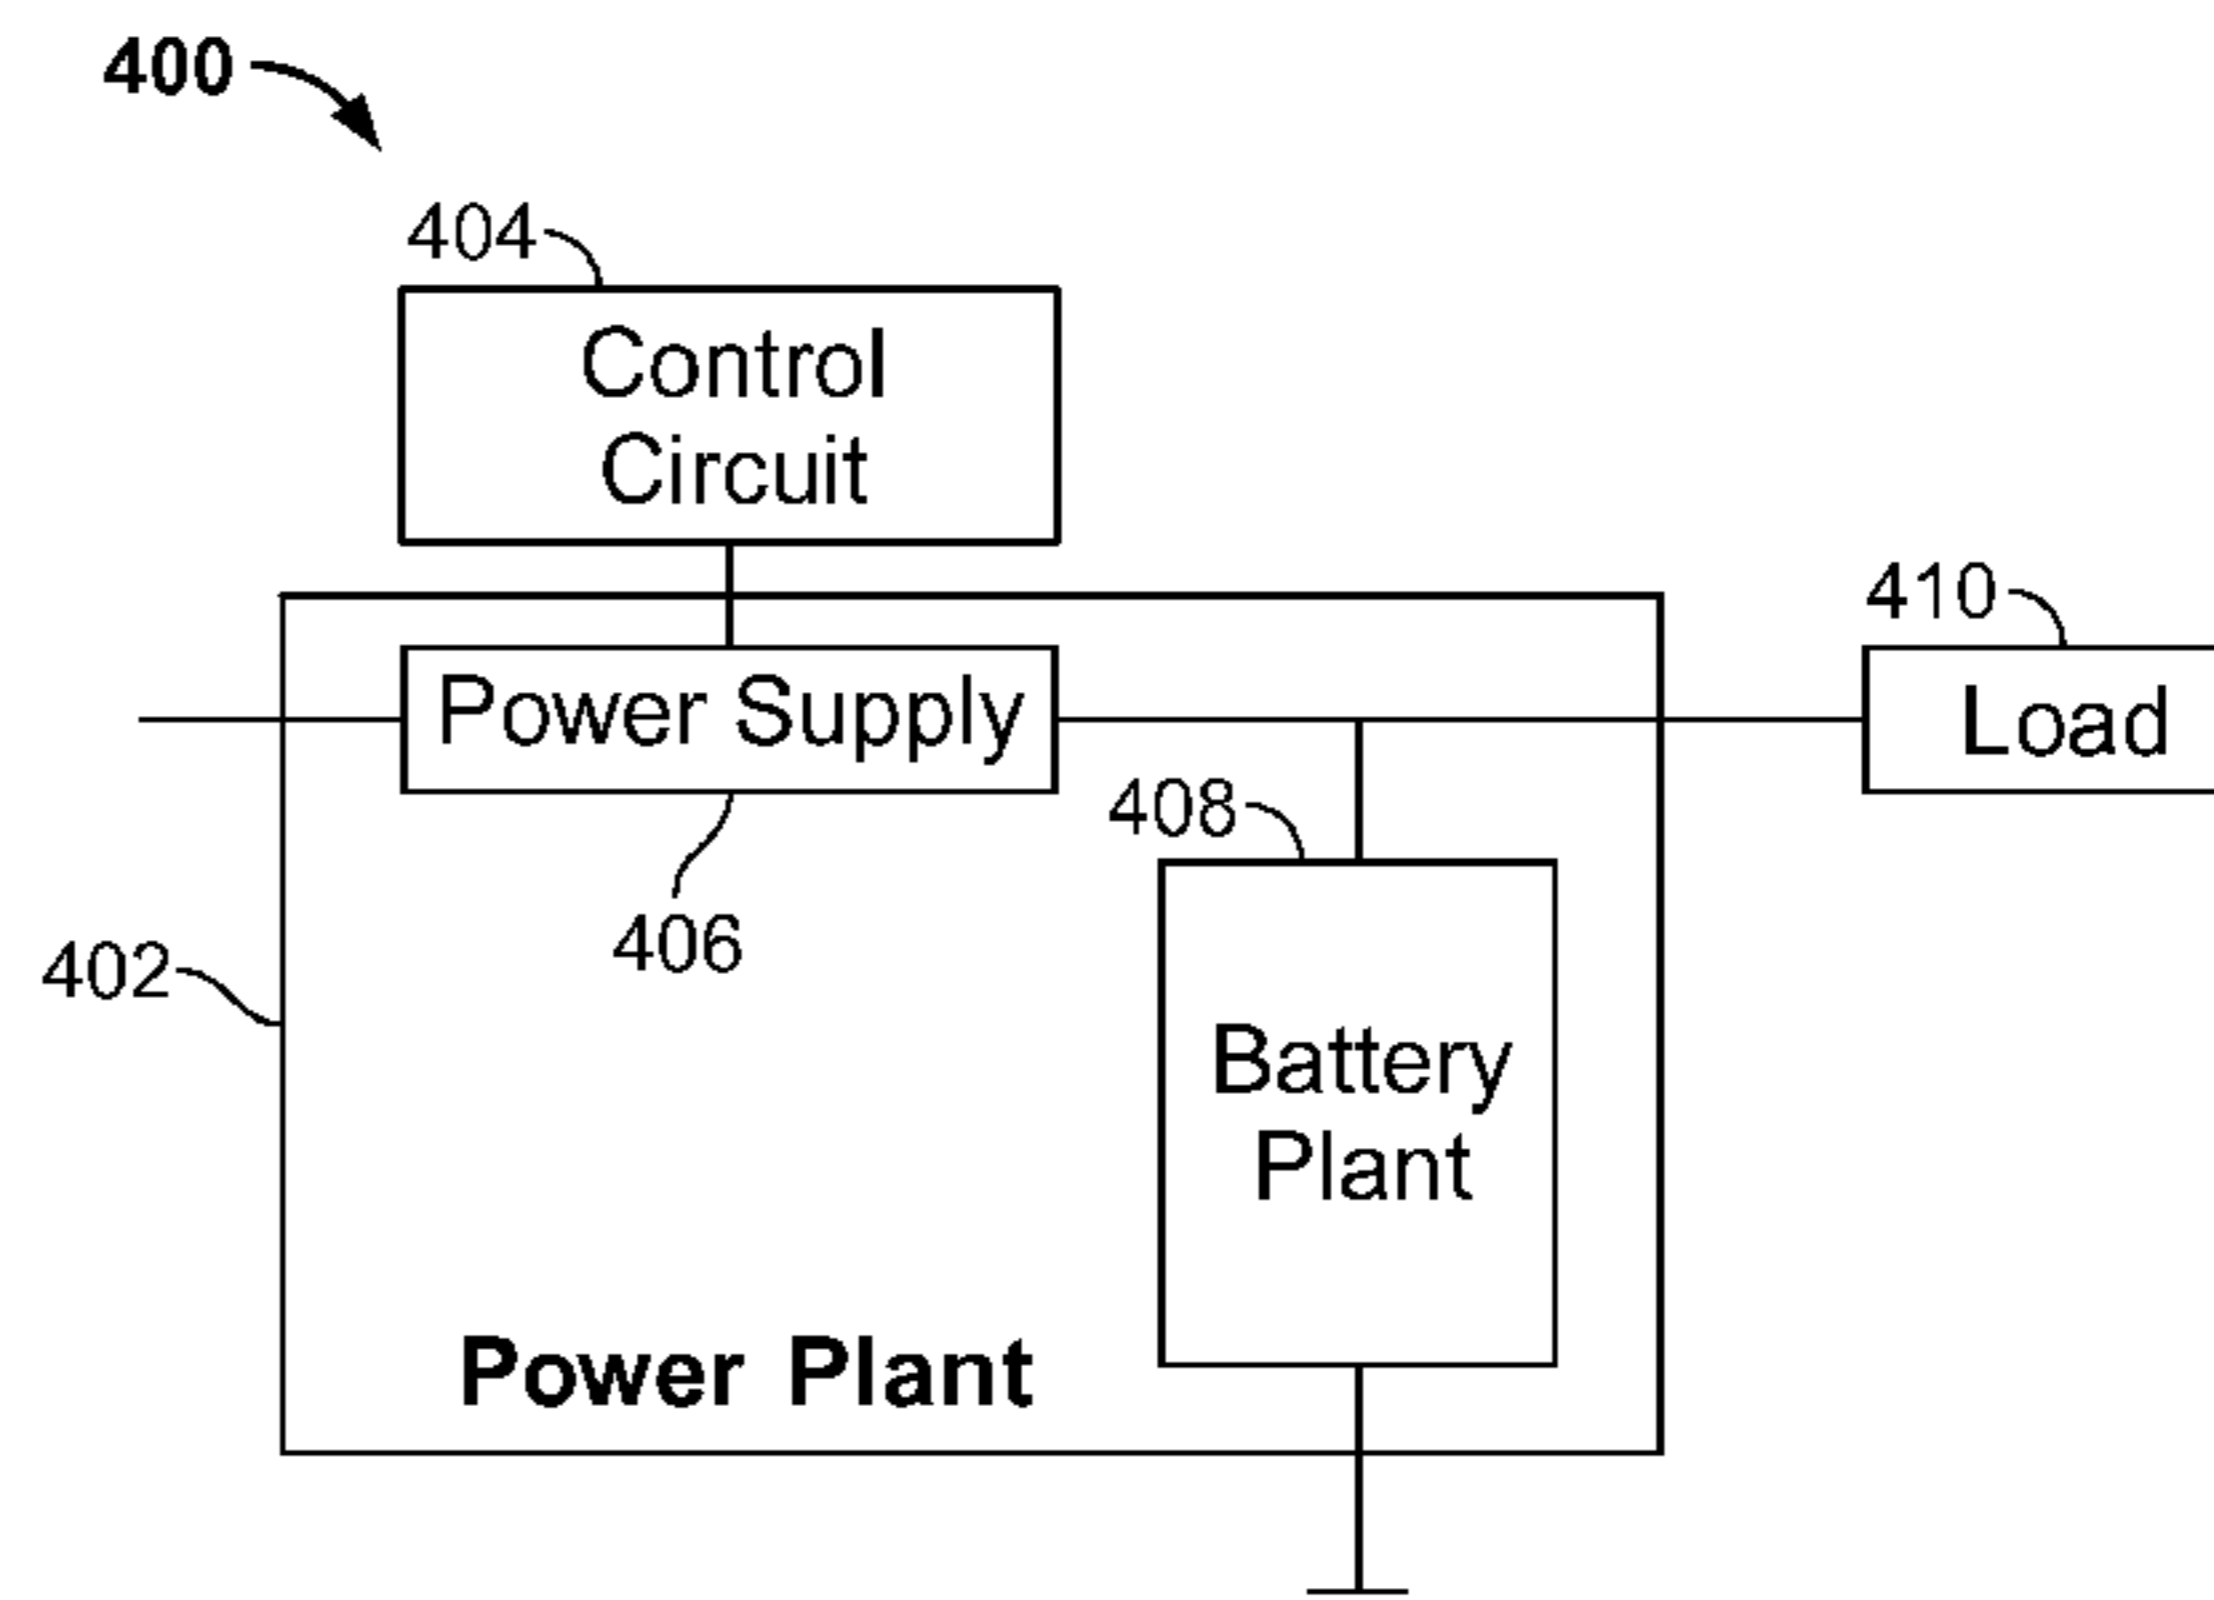 400
404
Control
Circuit
410
Power Supply
Load
408
406
402
Battery
Plant
Power Plant